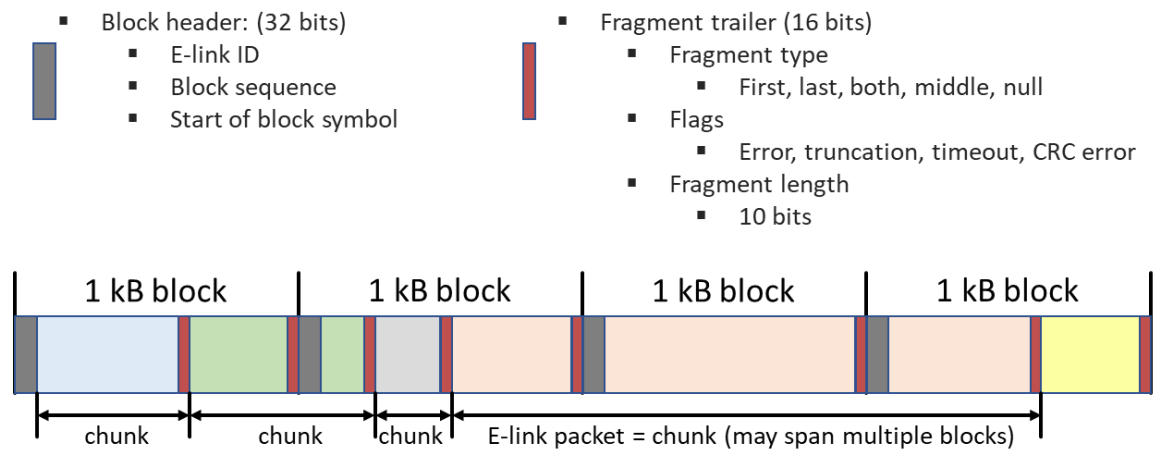 ▪ Block header: (32 bits)
▪ E-link ID
▪ Block sequence
▪ Start of block symbol
▪ Fragment trailer (16 bits)
▪ Fragment type
▪ First, last, both, middle, null
▪ Flags
▪ Error, truncation, timeout, CRC error
▪ Fragment length
▪ 10 bits
1 kB block
1 kB block
1 kB block
1 kB block
chunk
chunk
chunk
E-link packet = chunk (may span multiple blocks)